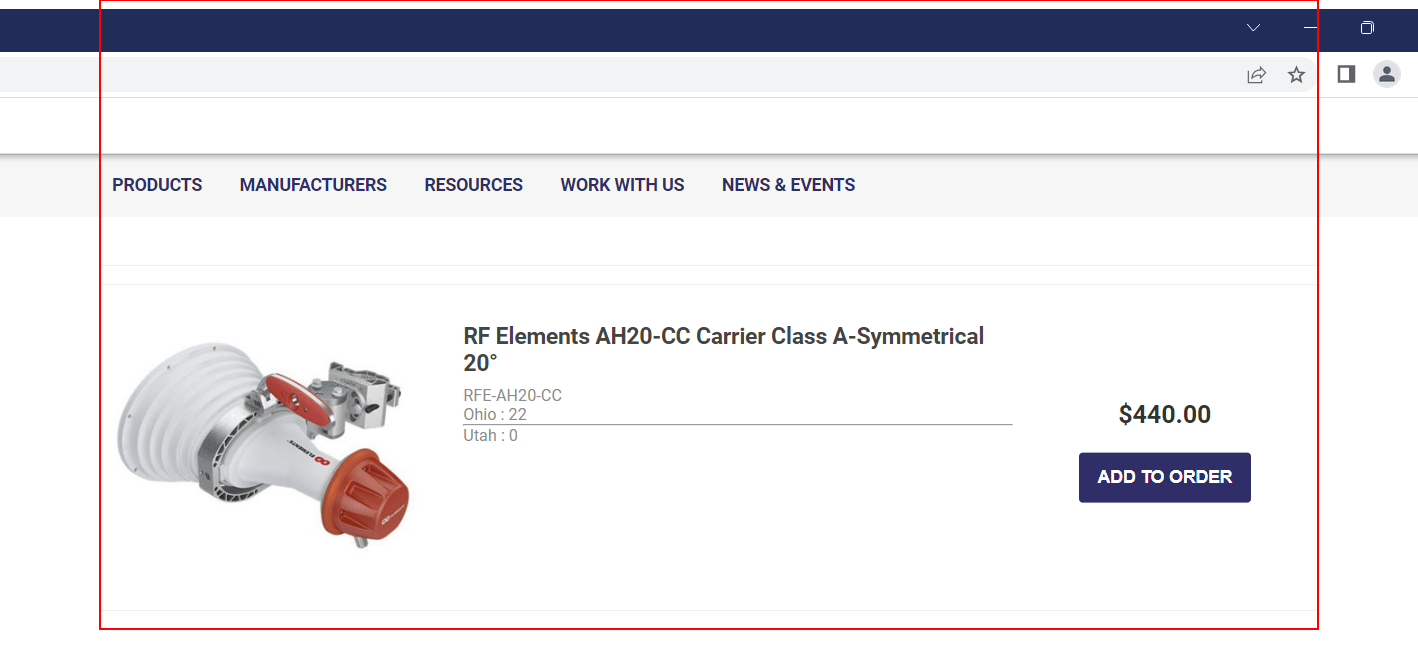 PRODUCTS MANUFACTURERS RESOURCES WORK WITH US NEWS & EVENTS
RF Elements AH20-CC Carrier Class A-Symmetrical
20°
RFE-AH20-CC
Ohio : 22
Utah : 0
$440.00
ADD TO ORDER
ELEMENTS